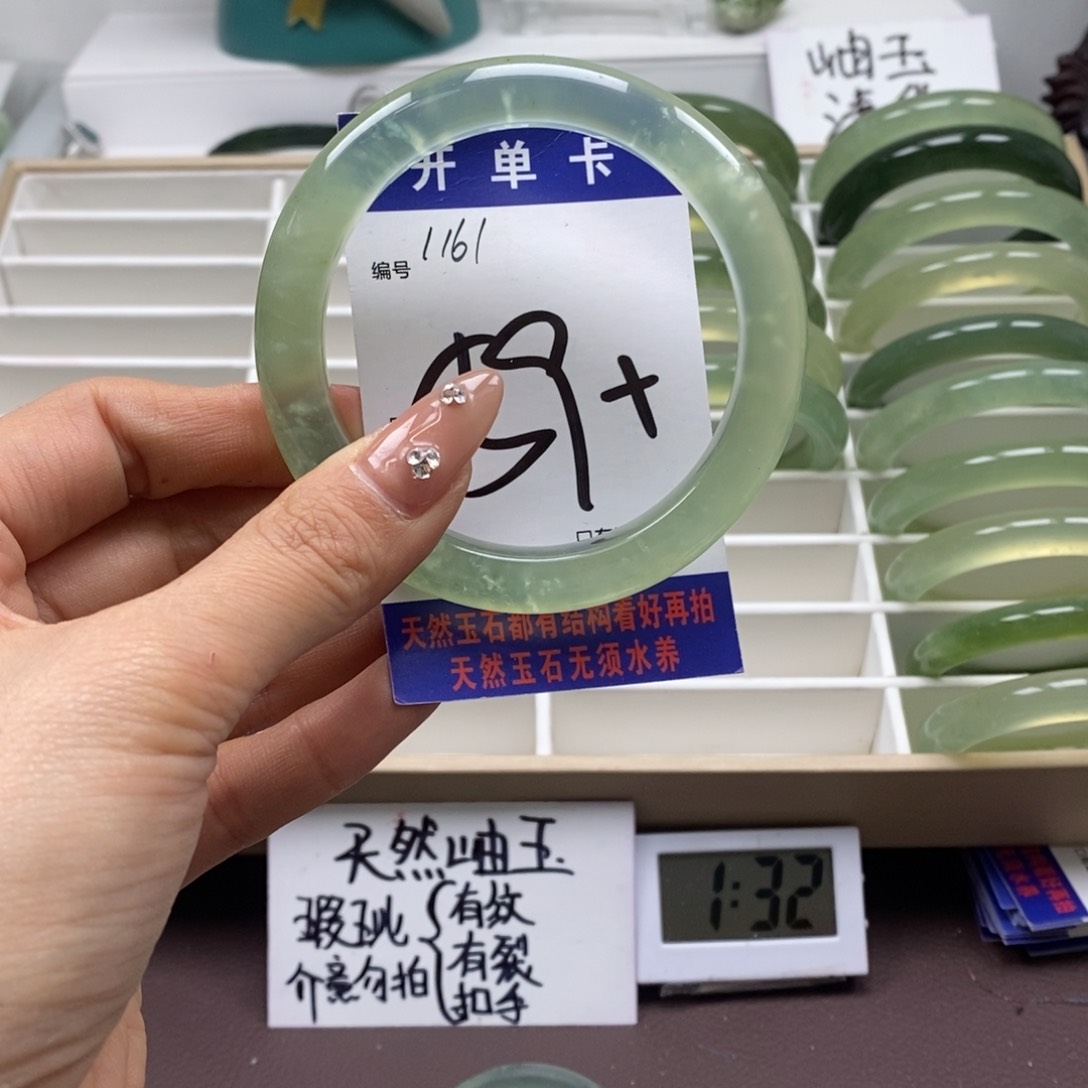 岫玉
开单卡
编号 1161
59+
天然玉石都有结构看好再拍
天然玉石无须水养
天然岫玉
瑕玼
介意勿拍
有纹
有裂
扣手
1:32